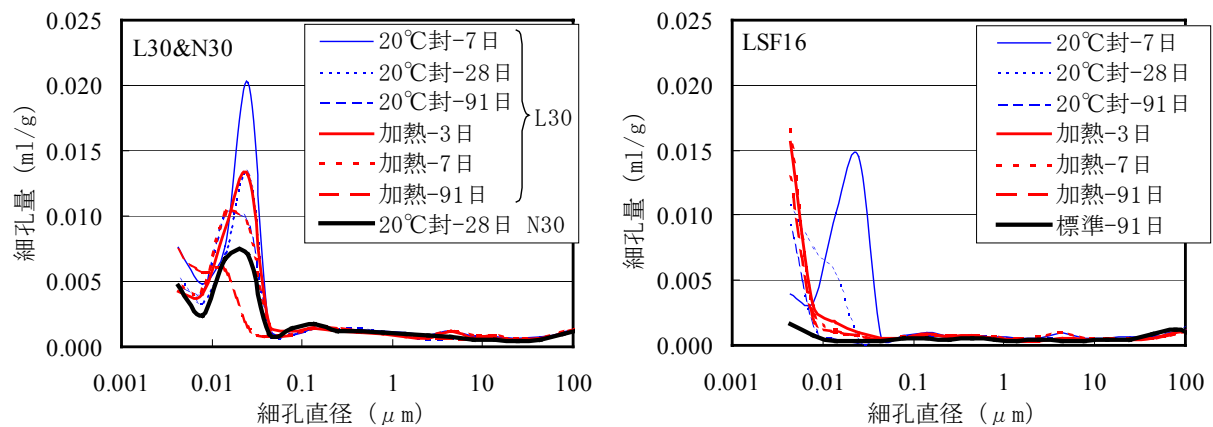 0.025
0.020
0.015
0.010
0.005
0.000
細孔量 (ml/g)
L30&N30
20℃封-7日
20℃封-28日
20℃封-91日
加熱-3日
加熱-7日
加熱-91日
20℃封-28日 N30
L30
0.001 0.01 0.1 1 10 100
細孔直径 (μm)
0.025
0.020
0.015
0.010
0.005
0.000
細孔量 (ml/g)
LSF16
20℃封-7日
20℃封-28日
20℃封-91日
加熱-3日
加熱-7日
加熱-91日
標準-91日
0.001 0.01 0.1 1 10 100
細孔直径 (μm)